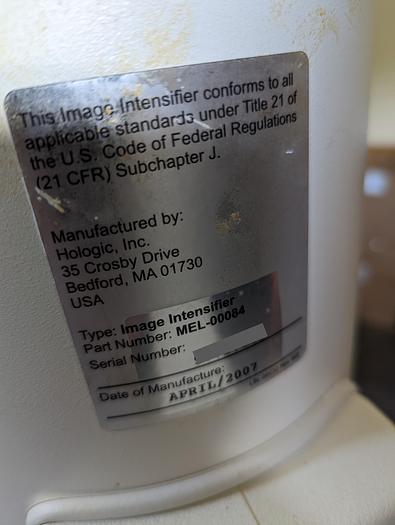 This Image Intensifier conforms to all
applicable standards under Title 21 of
the U.S. Code of Federal Regulations
(21 CFR) Subchapter J.
Manufactured by:
Hologic, Inc.
35 Crosby Drive
Bedford, MA 01730
USA
Type: Image Intensifier
Part Number: MEL-00084
Serial Number:
Date of Manufacture:
APRIL/2007